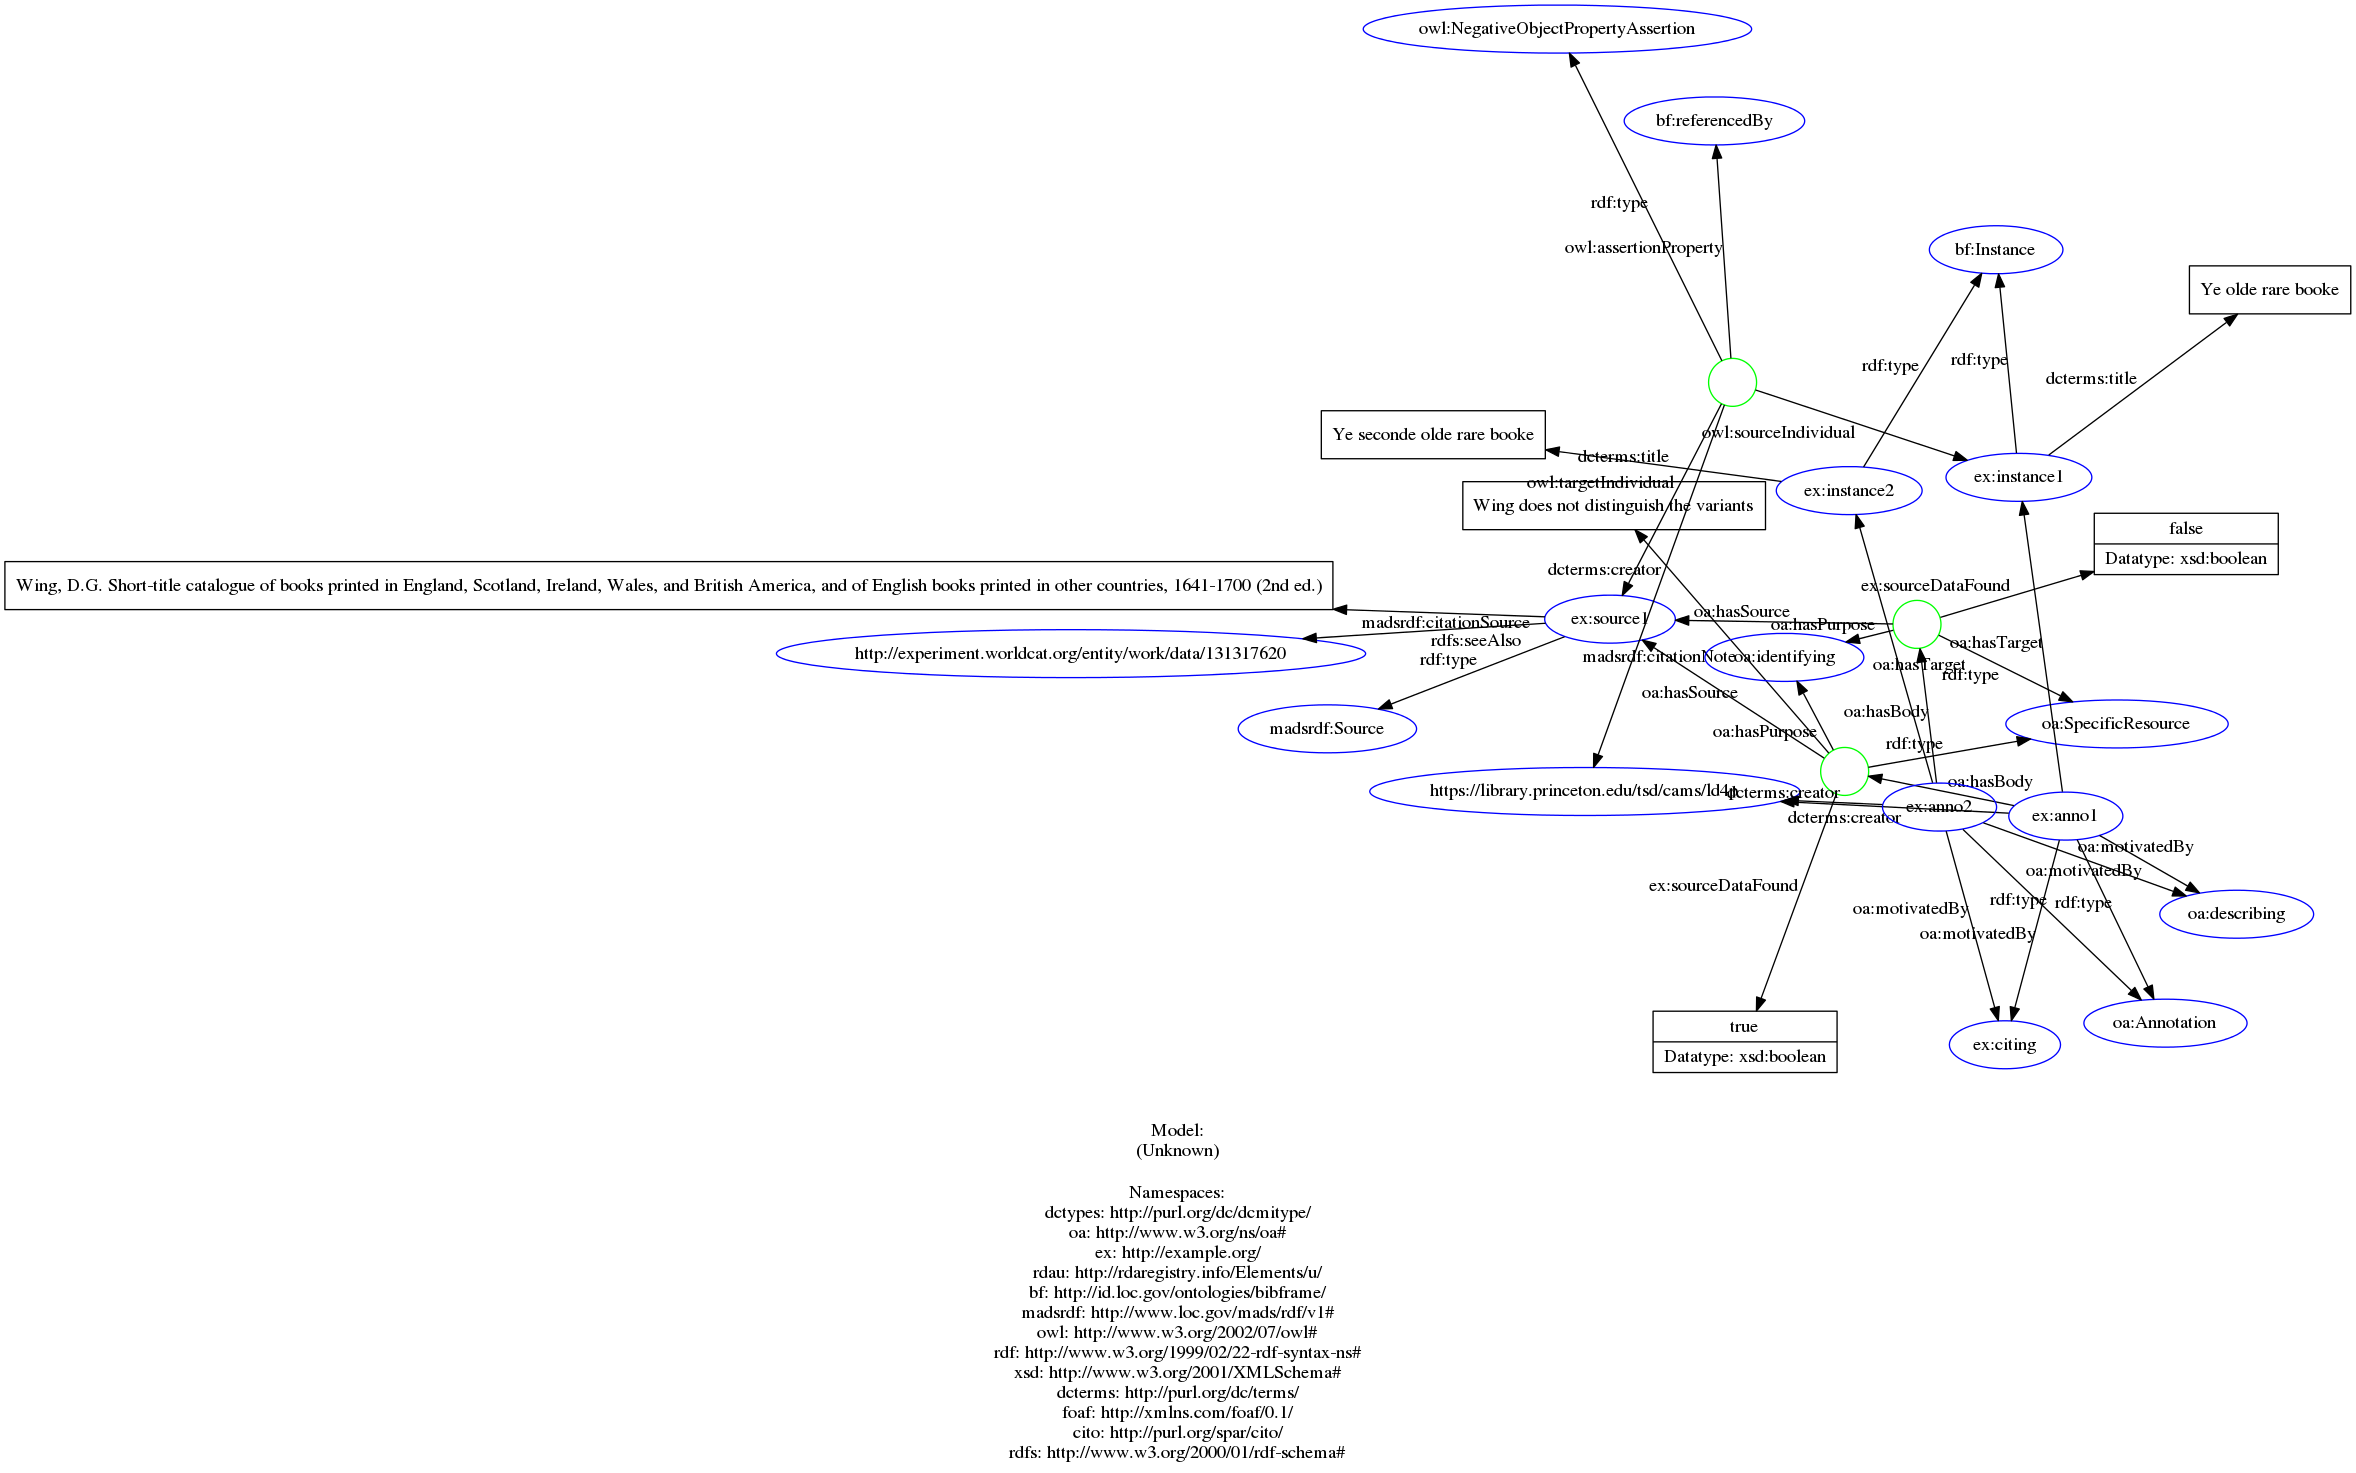 owl:NegativeObjectPropertyAssertion
bf:referencedBy
rdf:type
owl:assertionProperty
bf:Instance
Ye olde rare booke
rdf:type
rdf:type
dcterms:title
Ye seconde olde rare booke
owl:sourceIndividual
dcterms:title
ex:instance1
owl:targetIndividual
ex:instance2
Wing does not distinguish the variants
false
Datatype: xsd:boolean
dcterms:creator
ex:sourceDataFound
Wing, D.G. Short-title catalogue of books printed in England, Scotland, Ireland, Wales, and British America, and of English books printed in other countries, 1641-1700 (2nd ed.)
oa:hasSource
ex:source1
madsrdf:citationSource
oa:hasPurpose
rdfs:seeAlso
oa:hasTarget
http://experiment.worldcat.org/entity/work/data/131317620
rdf:type
madsrdf:citationNote
oa:identifying
oa:hasTarget
rdf:type
oa:hasSource
oa:hasBody
oa:SpecificResource
madsrdf:Source
oa:hasPurpose
rdf:type
oa:hasBody
https://library.princeton.edu/tsd/cams/ld4p
dcterms:creator
ex:anno2
dcterms:creator
ex:anno1
oa:motivatedBy
oa:motivatedBy
ex:sourceDataFound
rdf:type
rdf:type
oa:motivatedBy
oa:describing
oa:motivatedBy
true
Datatype: xsd:boolean
oa:Annotation
ex:citing
Model:
(Unknown)
Namespaces:
dctypes: http://purl.org/dc/dcmitype/
oa: http://www.w3.org/ns/oa#
ex: http://example.org/
rdau: http://rdaregistry.info/Elements/u/
bf: http://id.loc.gov/ontologies/bibframe/
madsrdf: http://www.loc.gov/mads/rdf/v1#
owl: http://www.w3.org/2002/07/owl#
rdf: http://www.w3.org/1999/02/22-rdf-syntax-ns#
xsd: http://www.w3.org/2001/XMLSchema#
dcterms: http://purl.org/dc/terms/
foaf: http://xmlns.com/foaf/0.1/
cito: http://purl.org/spar/cito/
rdfs: http://www.w3.org/2000/01/rdf-schema#